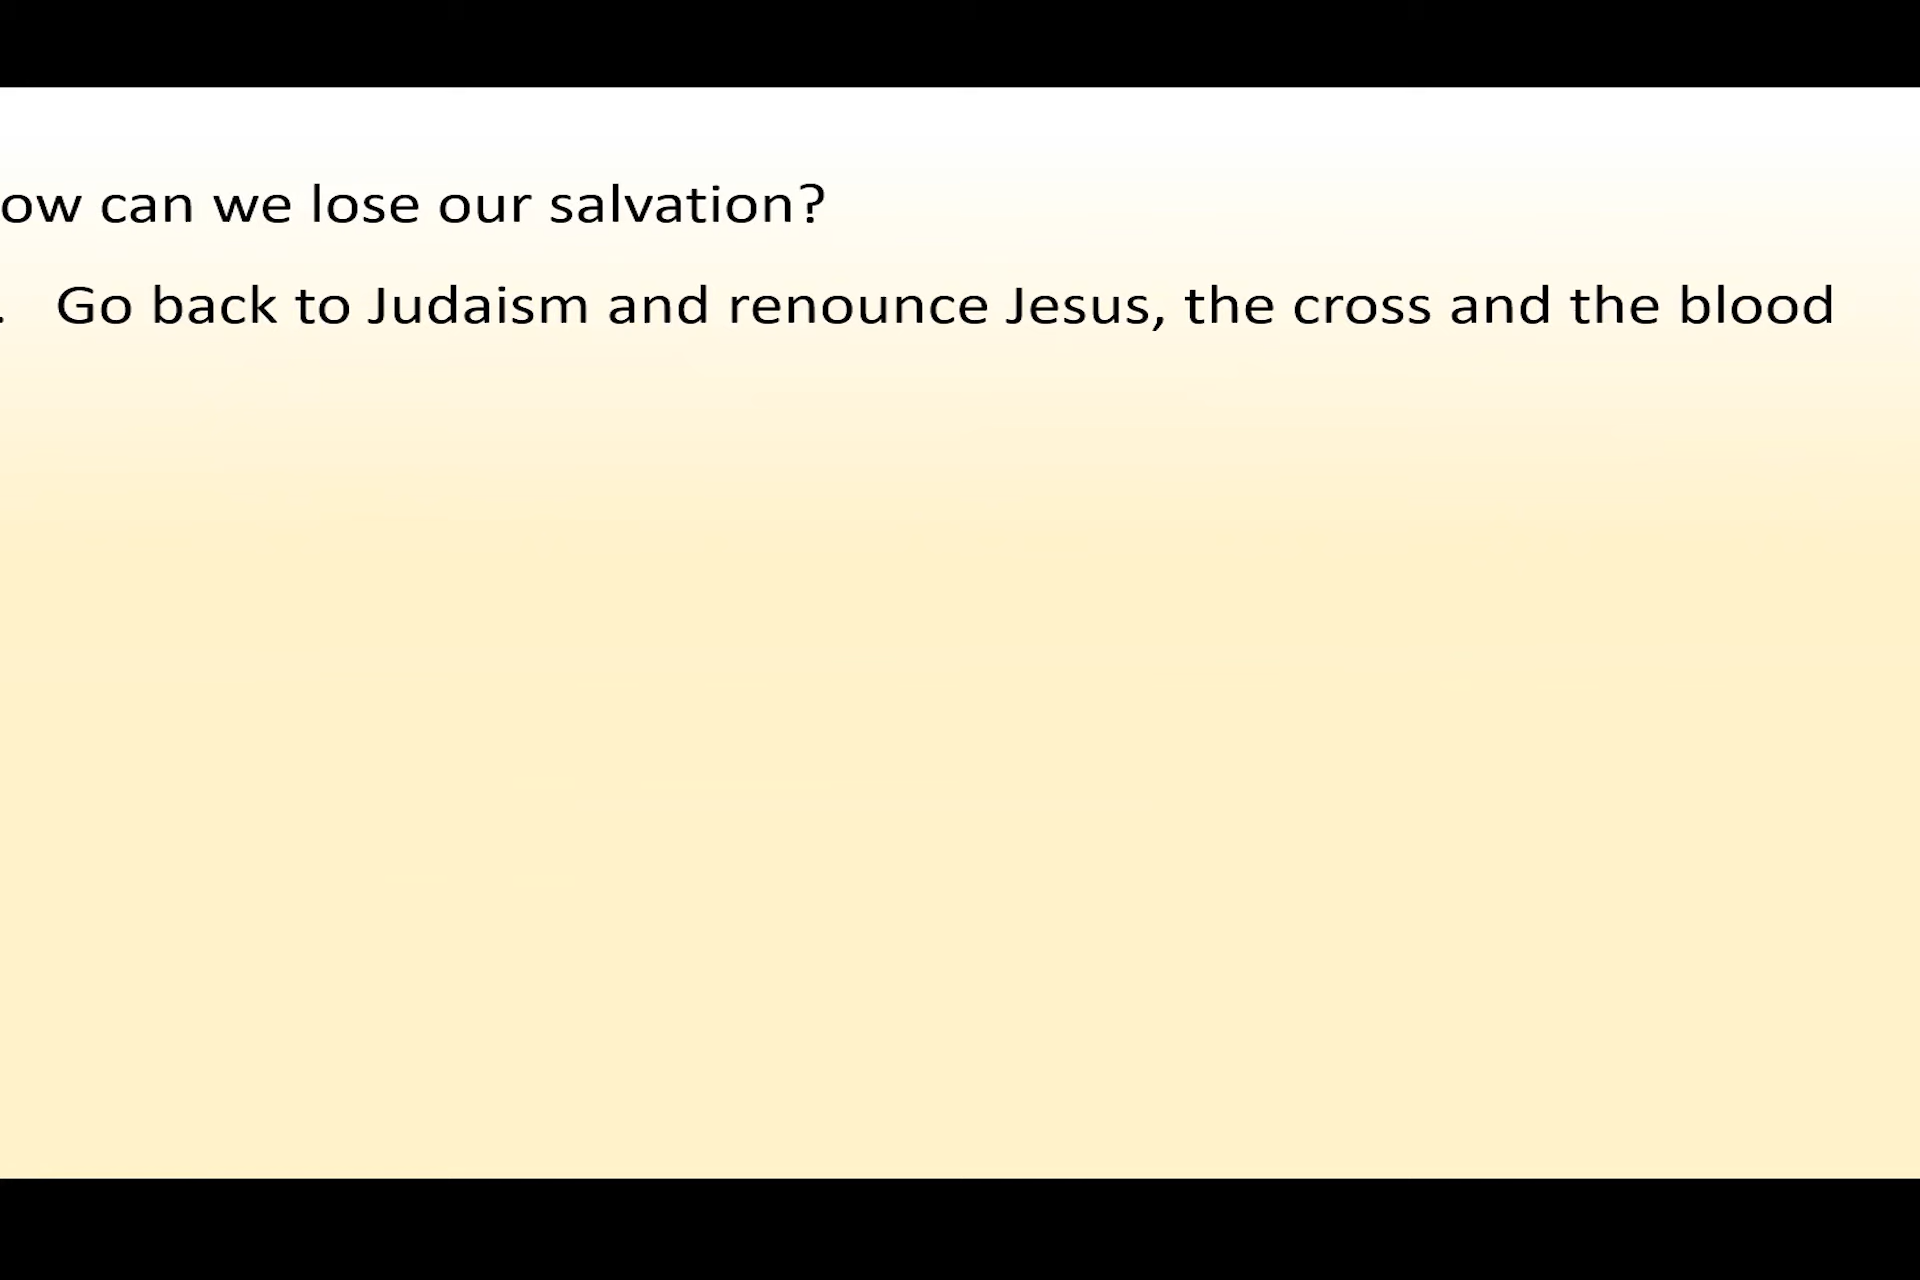 ow can we lose our salvation?
. Go back to Judaism and renounce Jesus, the cross and the blood